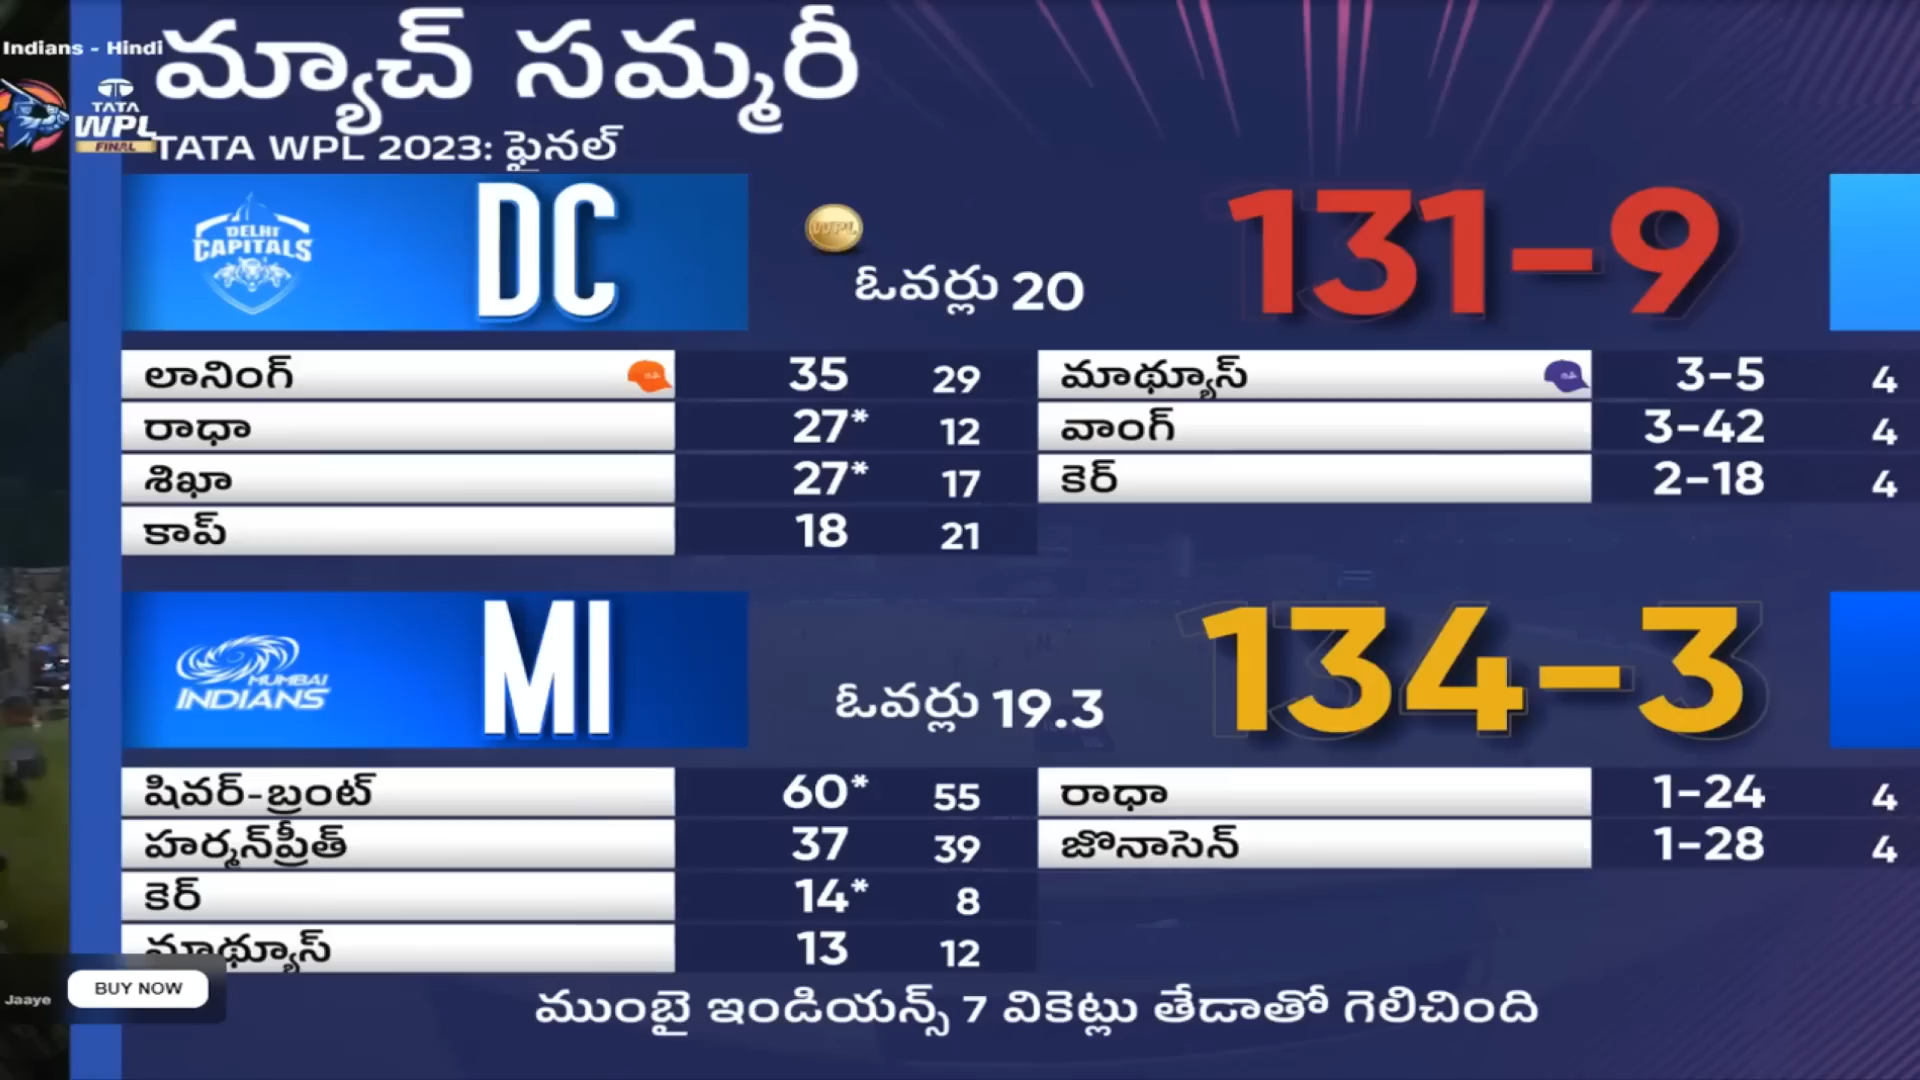 Indians - Hindi
మ్యాచ్ సమ్మరీ
TATA
WPL
FINAL
TATA WPL 2023: ఫైనల్
DELHI
CAPITALS
DC
WPL
ఓవర్లు 20
131-9
లానింగ్ 35 29 మాథ్యూస్ 3-5 4
రాధా 27* 12 వాంగ్ 3-42 4
శిఖా 27* 17 కెర్ 2-18 4
కాప్ 18 21
MUMBAI
INDIANS
MI
ఓవర్లు 19.3
134-3
షివర్-బ్రంట్ 60* 55 రాధా 1-24 4
హర్మన్‌ప్రీత్ 37 39 జొనాసెన్ 1-28 4
కెర్ 14* 8
మాథ్యూస్ 13 12
Jaaye
BUY NOW
ముంబై ఇండియన్స్ 7 వికెట్లు తేడాతో గెలిచింది